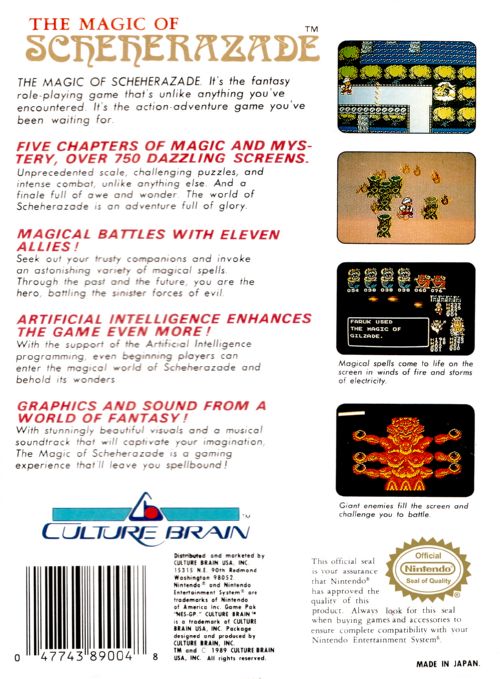 THE MAGIC OF
SCHEHERAZADE™
THE MAGIC OF SCHEHERAZADE. It's the fantasy
role-playing game that's unlike anything you've
encountered. It's the action-adventure game you've
been waiting for.
FIVE CHAPTERS OF MAGIC AND MYS-
TERY, OVER 750 DAZZLING SCREENS.
Unprecedented scale, challenging puzzles, and
intense combat, unlike anything else. And a
finale full of awe and wonder. The world of
Scheherazade is an adventure full of glory.
MAGICAL BATTLES WITH ELEVEN
ALLIES!
Seek out your trusty companions and invoke
an astonishing variety of magical spells.
Through the past and the future, you are the
hero, battling the sinister forces of evil.
ARTIFICIAL INTELLIGENCE ENHANCES
THE GAME EVEN MORE!
With the support of the Artificial Intelligence
programming, even beginning players can
enter the magical world of Scheherazade and
behold its wonders
GRAPHICS AND SOUND FROM A
WORLD OF FANTASY!
With stunningly beautiful visuals and a musical
soundtrack that will captivate your imagination,
The Magic of Scheherazade is a gaming
experience that'll leave you spellbound!
FARUK USED
THE MAGIC OF
GILZADE.
Magical spells come to life on the
screen in winds of fire and storms
of electricity.
Giant enemies fill the screen and
challenge you to battle.
CULTURE BRAIN™
Distributed and marketed by
CULTURE BRAIN USA, INC.
15315 N.E. 90th Redmond
Washington 98052.
Nintendo® and Nintendo
Entertainment System® are
trademarks of Nintendo
of America Inc. Game Pak
"NES-GP." CULTURE BRAIN™
is a trademark of CULTURE
BRAIN USA, INC. Package
designed and produced by
CULTURE BRAIN, INC.
TM and © 1989 CULTURE BRAIN
USA, INC. All rights reserved.
0 47743 89004 8
This official seal
is your assurance
that Nintendo®
has approved the
quality of this
product. Always look for this seal
when buying games and accessories to
ensure complete compatibility with your
Nintendo Entertainment System®.
Official
Nintendo®
Seal of Quality
MADE IN JAPAN.